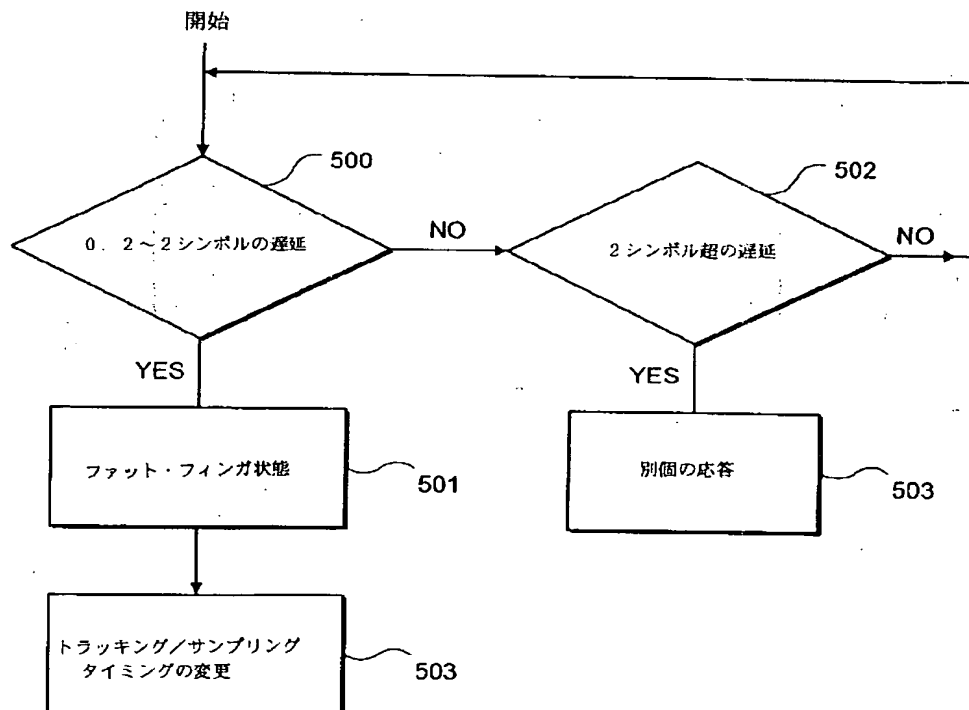 開始
500
0．2～2シンボルの遅延
NO
502
2シンボル超の遅延
NO
YES
YES
ファット・フィンガ状態
501
別個の応答
503
トラッキング／サンプリング
タイミングの変更
503